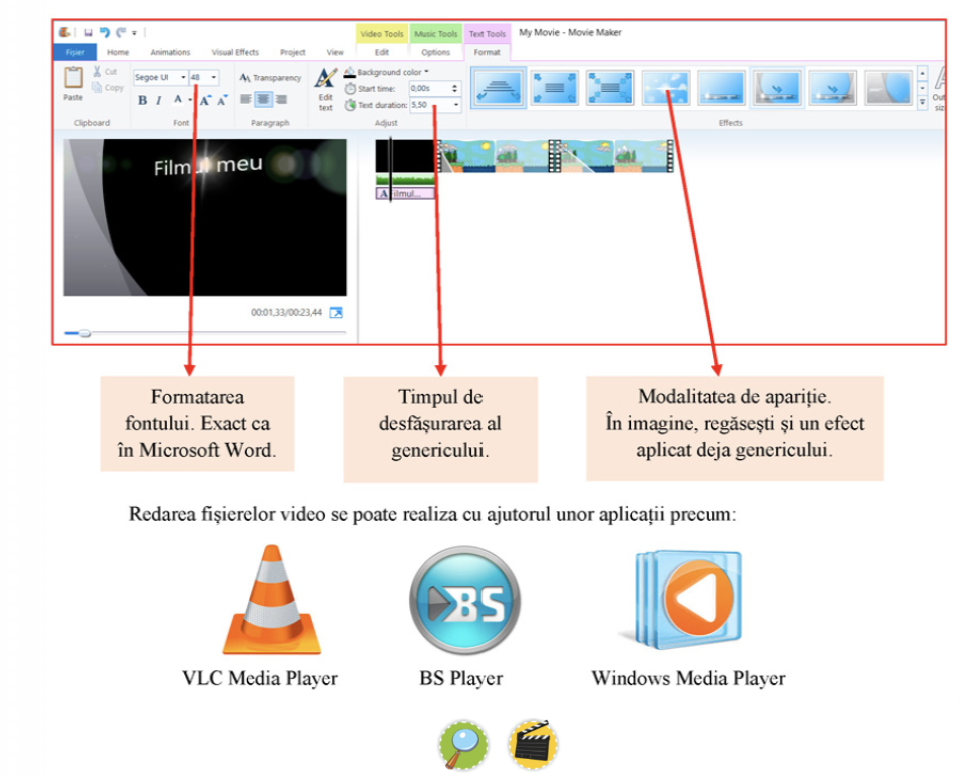 Video Tools Music Tools Text Tools My Movie - Movie Maker
Fișier Home Animations Visual Effects Project View Edit Options Format
Paste
Cut
Copy
Clipboard
Segoe UI 48
B I A A A
Font
Transparency
Paragraph
Edit text
Background color
Start time: 0,00s
Text duration: 5,50
Adjust
Effects
Filmul meu
A Filmul...
00:01,33/00:23,44
Formatarea
fontului. Exact ca
în Microsoft Word.
Timpul de
desfășurarea al
genericului.
Modalitatea de apariție.
În imagine, regăsești și un efect
aplicat deja genericului.
Redarea fișierelor video se poate realiza cu ajutorul unor aplicații precum:
BS
VLC Media Player
BS Player
Windows Media Player